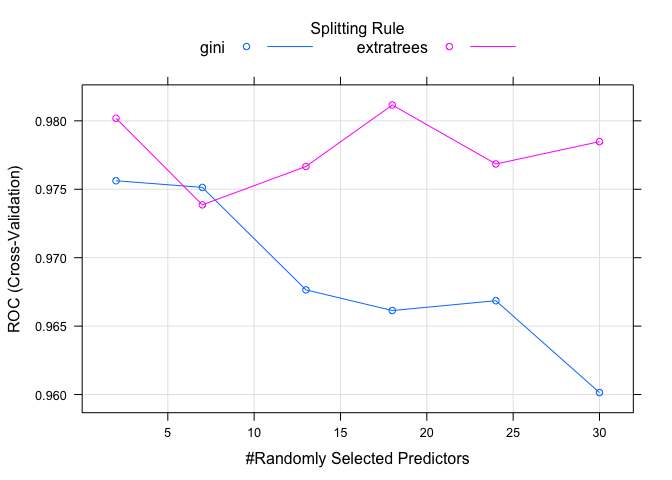 Splitting Rule
gini extratrees
0.980
0.975
0.970
0.965
0.960
ROC (Cross-Validation)
5 10 15 20 25 30
#Randomly Selected Predictors